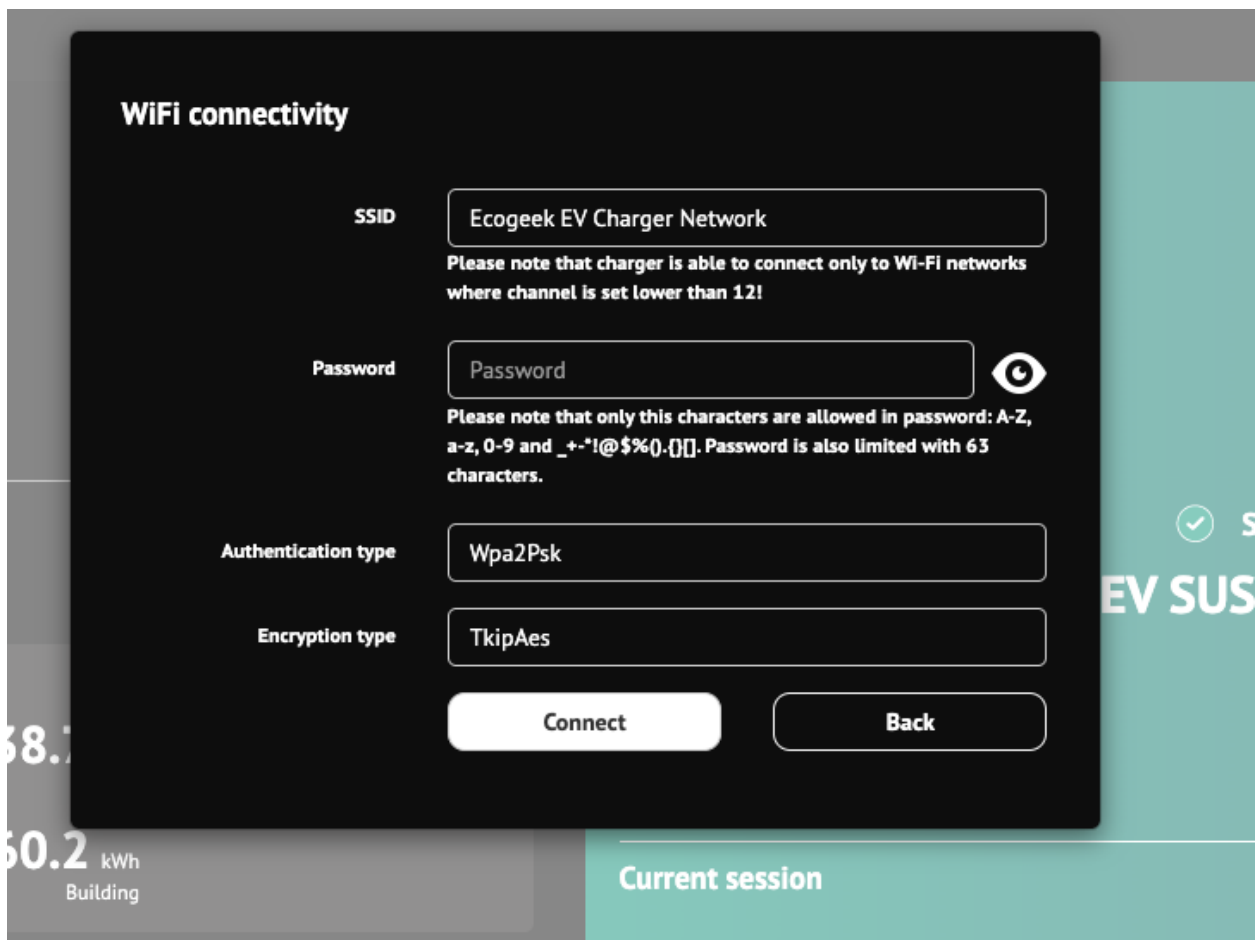 WiFi connectivity
SSID
Ecogeek EV Charger Network
Please note that charger is able to connect only to Wi-Fi networks
where channel is set lower than 12!
Password
Password
Please note that only this characters are allowed in password: A-Z,
a-z, 0-9 and _+-*!@$%().{}[]. Password is also limited with 63
characters.
Authentication type
Wpa2Psk
Encryption type
TkipAes
Connect
Back
EV SUS
kWh
Building
Current session